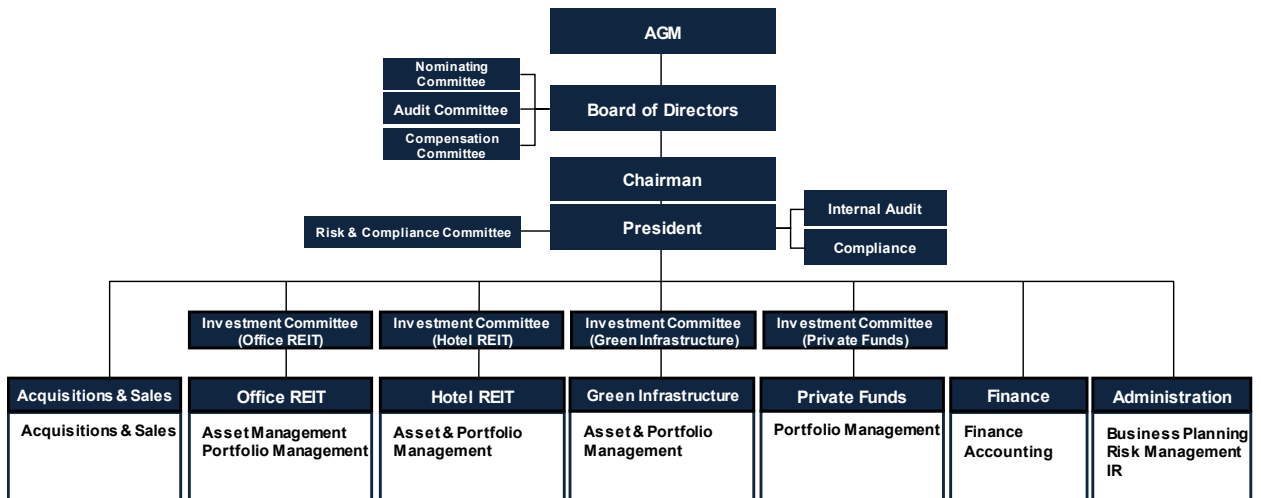 AGM
Nominating
Committee
Audit Committee
Board of Directors
Compensation
Committee
Chairman
Risk & Compliance Committee
President
Internal Audit
Compliance
Investment Committee
(Office REIT)
Investment Committee
(Hotel REIT)
Investment Committee
(Green Infrastructure)
Investment Committee
(Private Funds)
Acquisitions & Sales
Acquisitions & Sales
Office REIT
Asset Management
Portfolio Management
Hotel REIT
Asset & Portfolio
Management
Green Infrastructure
Asset & Portfolio
Management
Private Funds
Portfolio Management
Finance
Finance
Accounting
Administration
Business Planning
Risk Management
IR